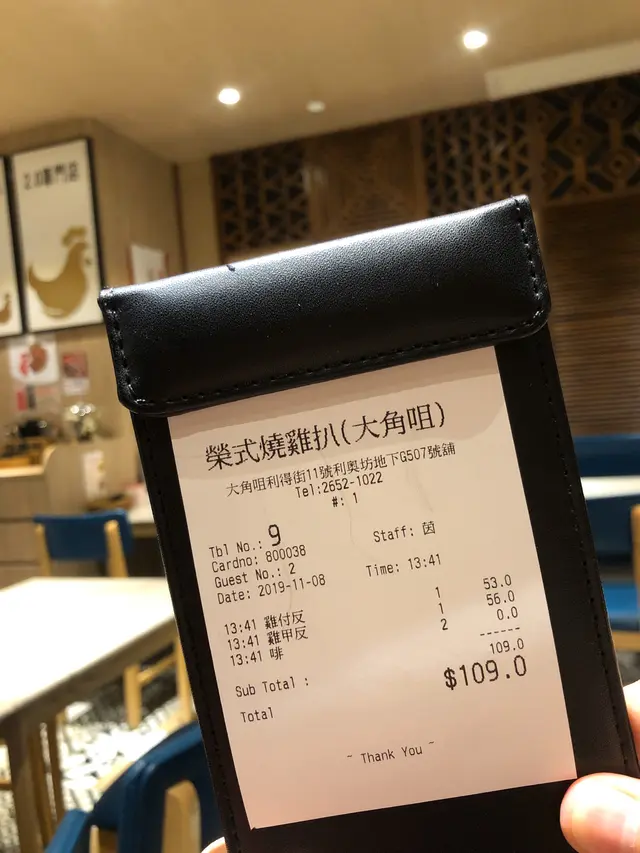 專門店
榮式燒雞扒(大角咀)
大角咀利得街11號利奧坊地下G507號舖
Tel:2652-1022
#: 1
Tbl No.: 9
Cardno: 800038 Staff: 茵
Guest No.: 2
Date: 2019-11-08 Time: 13:41
13:41 雞付反 1 53.0
13:41 雞甲反 1 56.0
13:41 啡 2 0.0
------
Sub Total : 109.0
Total $109.0
- Thank You -